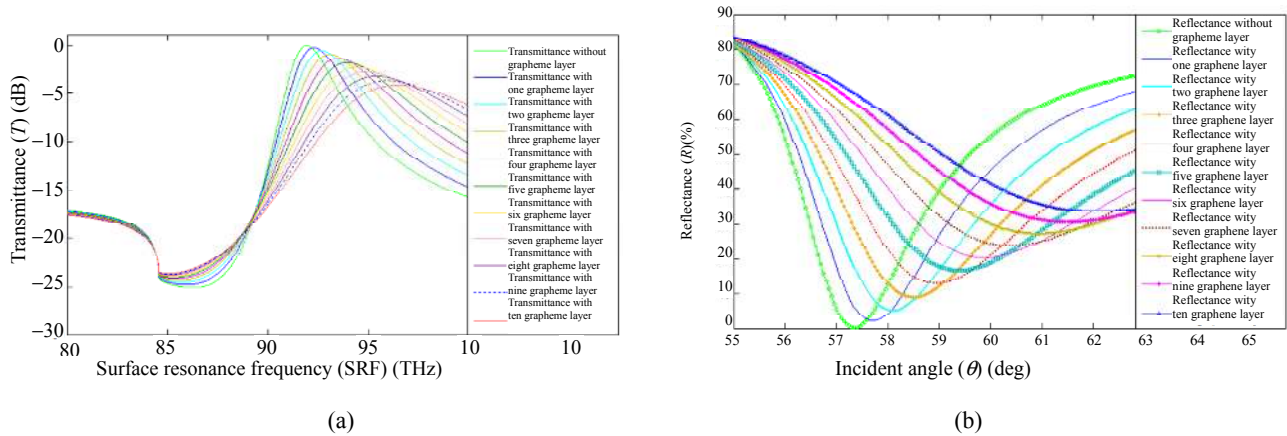 0
−5
−10
−15
−20
−25
−30
Transmittance (T) (dB)
80
85
90
95
10
10
Surface resonance frequency (SRF) (THz)
Transmittance without
grapheme layer
Transmittance with
one grapheme layer
Transmittance with
two grapheme layer
Transmittance with
three grapheme layer
Transmittance with
four grapheme layer
Transmittance with
five grapheme layer
Transmittance with
six grapheme layer
Transmittance with
seven grapheme layer
Transmittance with
eight grapheme layer
Transmittance with
nine grapheme layer
Transmittance with
ten grapheme layer
(a)
90
80
70
60
50
40
30
20
10
0
Reflectance (R)(%)
55
56
57
58
59
60
61
62
63
64
65
Incident angle (θ) (deg)
Reflectance without
grapheme layer
Reflectance wity
one graphene layer
Reflectance wity
two graphene layer
Reflectance wity
three graphene layer
Reflectance wity
four graphene layer
Reflectance wity
five graphene layer
Reflectance wity
six graphene layer
Reflectance wity
seven graphene layer
Reflectance wity
eight graphene layer
Reflectance wity
nine graphene layer
Reflectance wity
ten graphene layer
(b)